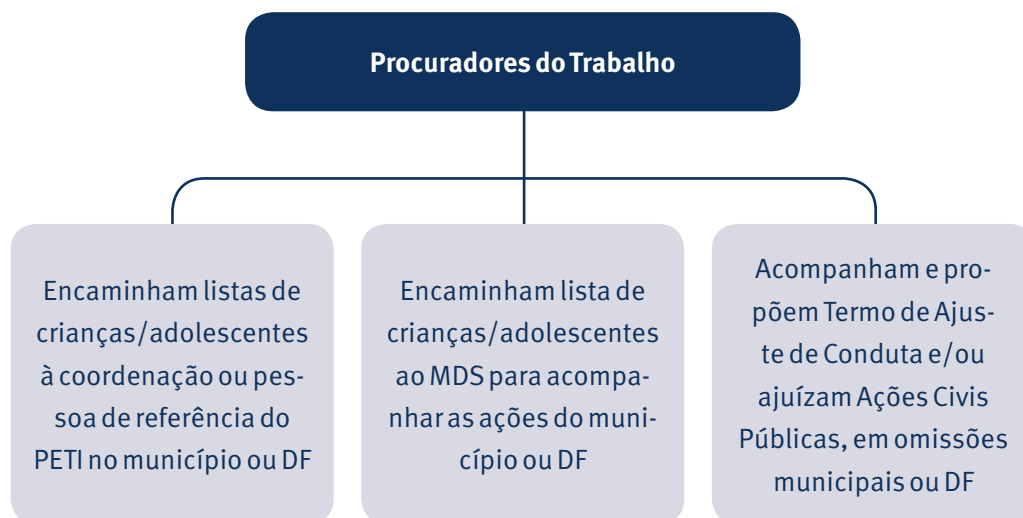 Procuradores do Trabalho
Encaminham listas de
crianças/adolescentes
à coordenação ou pes-
soa de referência do
PETI no município ou DF
Encaminham lista de
crianças/adolescentes
ao MDS para acompa-
nhar as ações do muni-
cípio ou DF
Acompanham e pro-
põem Termo de Ajus-
te de Conduta e/ou
ajuízam Ações Civis
Públicas, em omissões
municipais ou DF